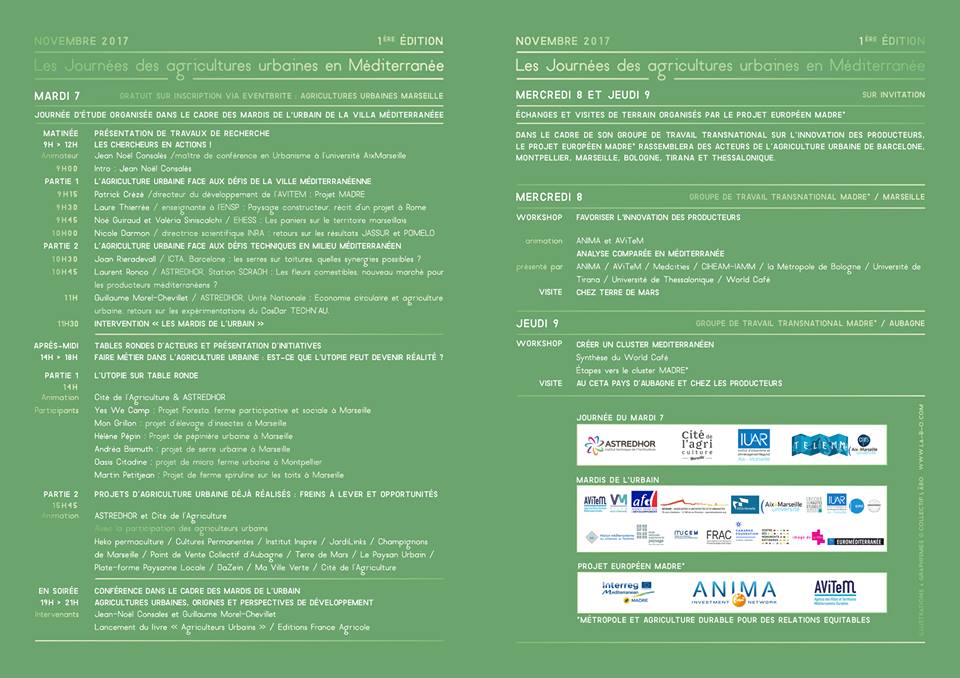 NOVEMBRE 2017 1ÈRE ÉDITION
Les Journées des agricultures urbaines en Méditerranée
MARDI 7 GRATUIT SUR INSCRIPTION VIA EVENTBRITE : AGRICULTURES URBAINES MARSEILLE
JOURNÉE D'ÉTUDE ORGANISÉE DANS LE CADRE DES MARDIS DE L'URBAIN DE LA VILLA MÉDITERRANÉE
MATINÉE PRÉSENTATION DE TRAVAUX DE RECHERCHE
9H > 12H LES CHERCHEURS EN ACTIONS !
Animateur Jean Noël Consalès /maître de conférence en Urbanisme à l'université AixMarseille
9H00 Intro : Jean Noël Consalès
PARTIE 1 L'AGRICULTURE URBAINE FACE AUX DÉFIS DE LA VILLE MÉDITERRANÉENNE
9H15 Patrick Crézé /directeur du développement de l'AVITEM : Projet MADRE
9H30 Laure Thierrée / enseignante à l'ENSP : Paysage constructeur, récit d'un projet à Rome
9H45 Noé Guiraud et Valéria Siniscalchi / EHESS : Les paniers sur le territoire marseillais
10H00 Nicole Darmon / directrice scientifique INRA : retours sur les résultats JASSUR et POMELO
PARTIE 2 L'AGRICULTURE URBAINE FACE AUX DÉFIS TECHNIQUES EN MILIEU MÉDITERRANÉEN
10H30 Joan Rieradevall / ICTA, Barcelone : les serres sur toitures, quelles synergies possibles ?
10H45 Laurent Ronco / ASTREDHOR, Station SCRADH : Les fleurs comestibles, nouveau marché pour
les producteurs méditerranéens ?
11H Guillaume Morel-Chevillet / ASTREDHOR, Unité Nationale : Economie circulaire et agriculture
urbaine, retours sur les expérimentations du CasDar TECHN'AU.
11H30 INTERVENTION « LES MARDIS DE L'URBAIN »
APRÈS-MIDI TABLES RONDES D'ACTEURS ET PRÉSENTATION D'INITIATIVES
14H > 18H FAIRE MÉTIER DANS L'AGRICULTURE URBAINE : EST-CE QUE L'UTOPIE PEUT DEVENIR RÉALITÉ ?
PARTIE 1 L'UTOPIE SUR TABLE RONDE
14H
Animation Cité de l'Agriculture & ASTREDHOR
Participants Yes We Camp : Projet Foresta, ferme participative et sociale à Marseille
Mon Grillon : projet d'élevage d'insectes à Marseille
Hélène Pépin : Projet de pépinière urbaine à Marseille
Andréa Bismuth : projet de serre urbaine à Marseille
Oasis Citadine : projet de micro ferme urbaine à Montpellier
Martin Petitjean : Projet de ferme spiruline sur les toits à Marseille
PARTIE 2 PROJETS D'AGRICULTURE URBAINE DÉJÀ RÉALISÉS : FREINS À LEVER ET OPPORTUNITÉS
15H45
Animation ASTREDHOR et Cité de l'Agriculture
Avec la participation des agriculteurs urbains
Heko permaculture / Cultures Permanentes / Institut Inspire / JardiLinks / Champignons
de Marseille / Point de Vente Collectif d'Aubagne / Terre de Mars / Le Paysan Urbain /
Plate-forme Paysanne Locale / DaZein / Ma Ville Verte / Cité de l'Agriculture
EN SOIRÉE CONFÉRENCE DANS LE CADRE DES MARDIS DE L'URBAIN
19H > 21H AGRICULTURES URBAINES, ORIGINES ET PERSPECTIVES DE DÉVELOPPEMENT
Intervenants Jean-Noël Consales et Guillaume Morel-Chevillet
Lancement du livre « Agriculteurs Urbains » / Editions France Agricole
NOVEMBRE 2017 1ÈRE ÉDITION
Les Journées des agricultures urbaines en Méditerranée
MERCREDI 8 ET JEUDI 9 SUR INVITATION
ÉCHANGES ET VISITES DE TERRAIN ORGANISÉS PAR LE PROJET EUROPÉEN MADRE*
DANS LE CADRE DE SON GROUPE DE TRAVAIL TRANSNATIONAL SUR L'INNOVATION DES PRODUCTEURS,
LE PROJET EUROPÉEN MADRE* RASSEMBLERA DES ACTEURS DE L'AGRICULTURE URBAINE DE BARCELONE,
MONTPELLIER, MARSEILLE, BOLOGNE, TIRANA ET THESSALONIQUE.
MERCREDI 8 GROUPE DE TRAVAIL TRANSNATIONAL MADRE* / MARSEILLE
WORKSHOP FAVORISER L'INNOVATION DES PRODUCTEURS
animation ANIMA et AViTeM
ANALYSE COMPARÉE EN MÉDITERRANÉE
présenté par ANIMA / AViTeM / Medcities / CIHEAM-IAMM / la Métropole de Bologne / Université de
Tirana / Université de Thessalonique / World Café
VISITE CHEZ TERRE DE MARS
JEUDI 9 GROUPE DE TRAVAIL TRANSNATIONAL MADRE* / AUBAGNE
WORKSHOP CRÉER UN CLUSTER MEDITERRANÉEN
Synthèse du World Café
Étapes vers le cluster MADRE*
VISITE AU CETA PAYS D'AUBAGNE ET CHEZ LES PRODUCTEURS
JOURNÉE DU MARDI 7
ASTREDHOR
Cité de l'agriculture
IUAR
TELEMME
Aix-Marseille
MARDIS DE L'URBAIN
AViTeM
VM
afd
Aix-Marseille université
IUAR
MUCEM
FRAC
CAMARGO FOUNDATION
EUROMÉDITERRANÉE
PROJET EUROPÉEN MADRE*
Interreg
Mediterranean
MADRE
ANIMA
INVESTMENT NETWORK
AViTeM
*MÉTROPOLE ET AGRICULTURE DURABLE POUR DES RELATIONS EQUITABLES
ILLUSTRATIONS & GRAPHISMES © COLLECTIF LÀBO WWW.LA-B-O.COM